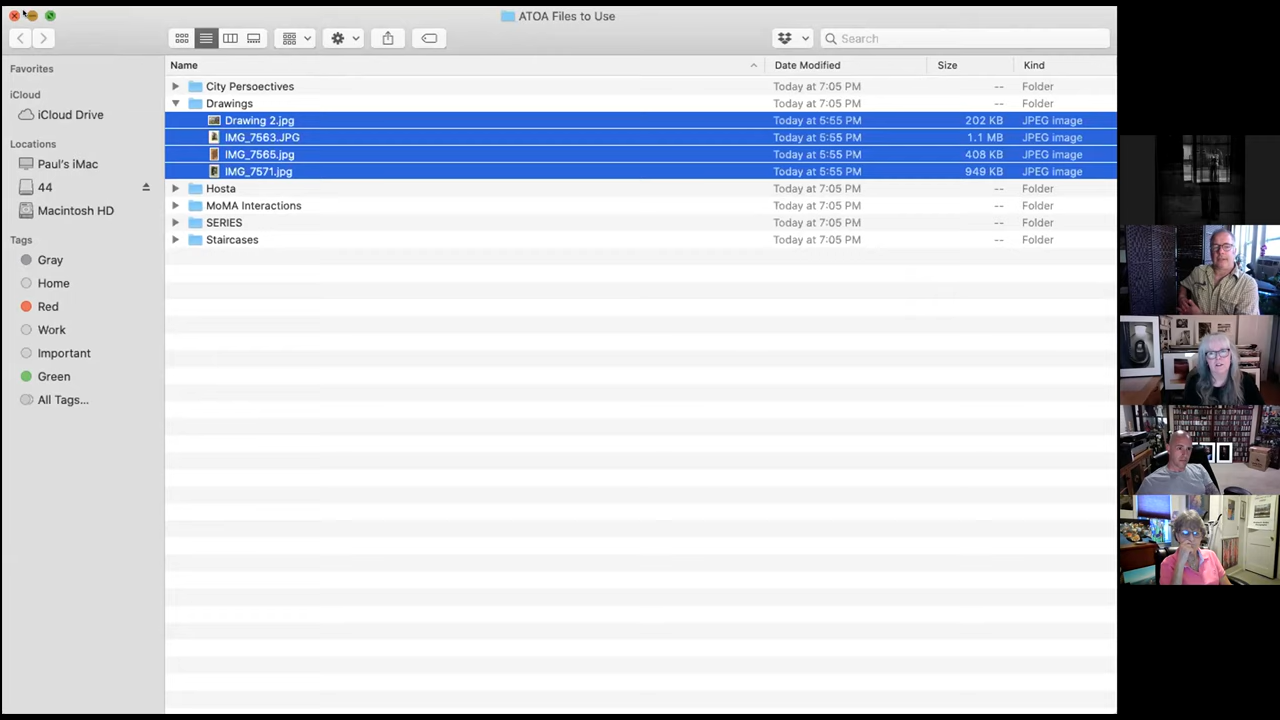 ATOA Files to Use
Search
Favorites
iCloud
iCloud Drive
Locations
Paul's iMac
44
Macintosh HD
Tags
Gray
Home
Red
Work
Important
Green
All Tags...
Name Date Modified Size Kind
City Persoectives Today at 7:05 PM -- Folder
Drawings Today at 7:05 PM -- Folder
Drawing 2.jpg Today at 5:55 PM 202 KB JPEG image
IMG_7563.JPG Today at 5:55 PM 1.1 MB JPEG image
IMG_7565.jpg Today at 5:55 PM 408 KB JPEG image
IMG_7571.jpg Today at 5:55 PM 949 KB JPEG image
Hosta Today at 7:05 PM -- Folder
MoMA Interactions Today at 7:05 PM -- Folder
SERIES Today at 7:05 PM -- Folder
Staircases Today at 7:05 PM -- Folder